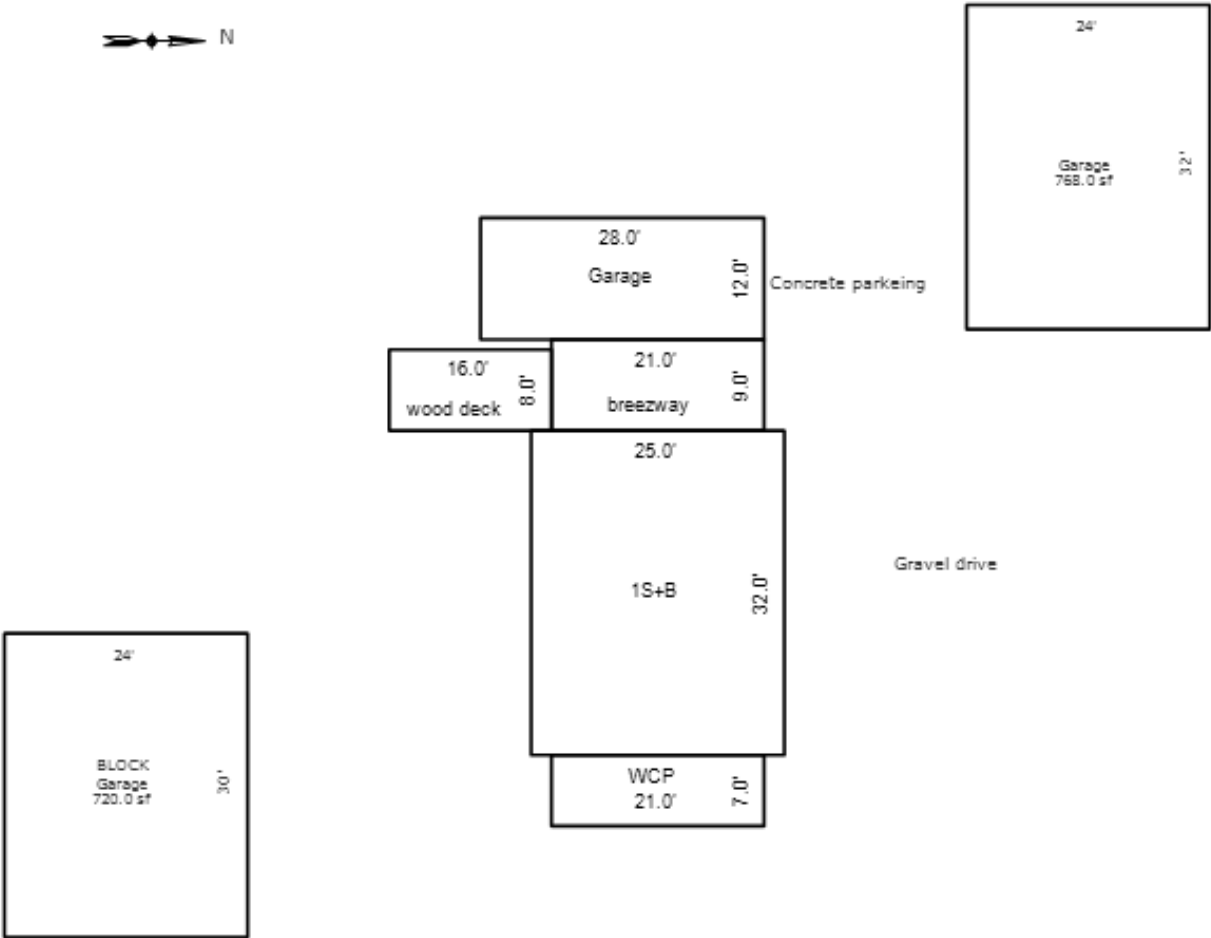 N
24'
Garage
768.0 sf
32'
28.0'
Garage
12.0'
Concrete parkeing
16.0'
wood deck
8.0'
21.0'
breezway
9.0'
25.0'
1S+B
32.0'
Gravel drive
24'
BLOCK
Garage
720.0 sf
30'
WCP
21.0'
7.0'